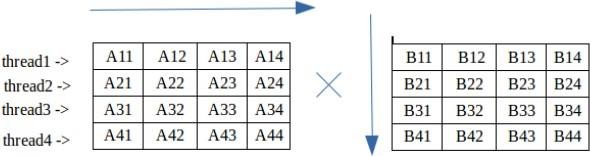 thread1 -> A11 A12 A13 A14 B11 B12 B13 B14
thread2 -> A21 A22 A23 A24 B21 B22 B23 B24
thread3 -> A31 A32 A33 A34 B31 B32 B33 B34
thread4 -> A41 A42 A43 A44 B41 B42 B43 B44